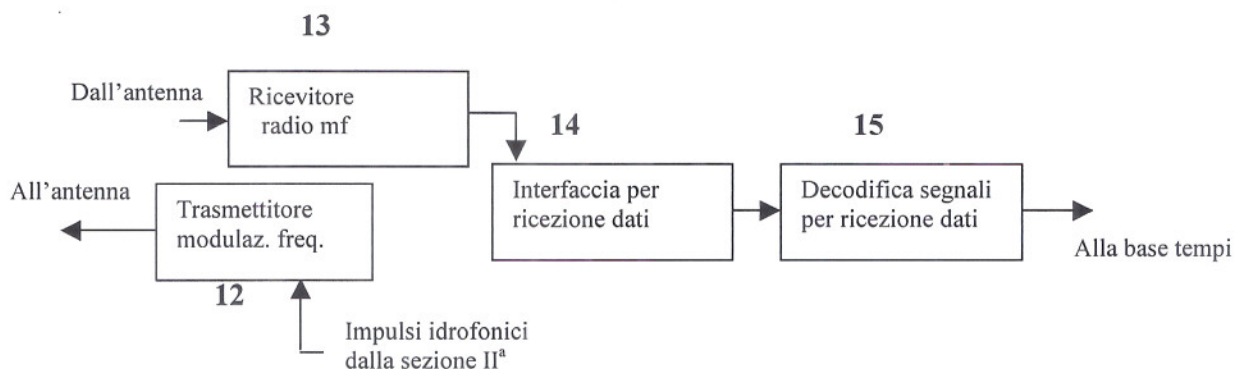 13
Dall'antenna
Ricevitore
radio mf
14
15
All'antenna
Trasmettitore
modulaz. freq.
Interfaccia per
ricezione dati
Decodifica segnali
per ricezione dati
Alla base tempi
12
Impulsi idrofonici
dalla sezione IIª